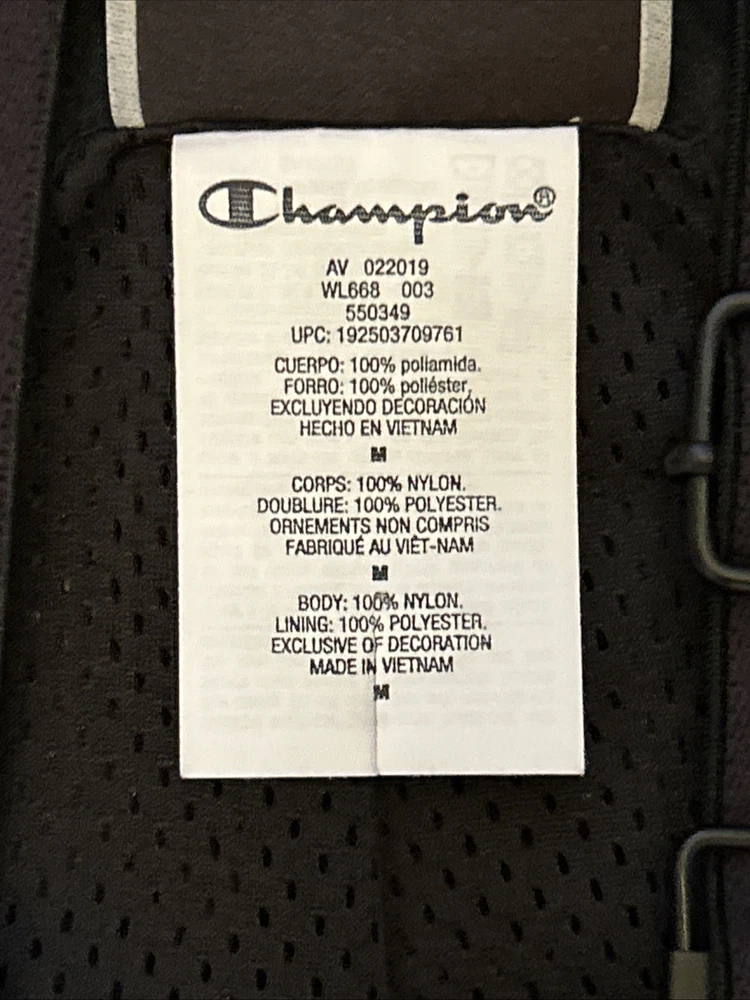 Champion®
AV 022019
WL668 003
550349
UPC: 192503709761
CUERPO: 100% poliamida.
FORRO: 100% poliéster,
EXCLUYENDO DECORACIÓN
HECHO EN VIETNAM
M
CORPS: 100% NYLON.
DOUBLURE: 100% POLYESTER.
ORNEMENTS NON COMPRIS
FABRIQUÉ AU VIÊT-NAM
M
BODY: 100% NYLON.
LINING: 100% POLYESTER.
EXCLUSIVE OF DECORATION
MADE IN VIETNAM
M